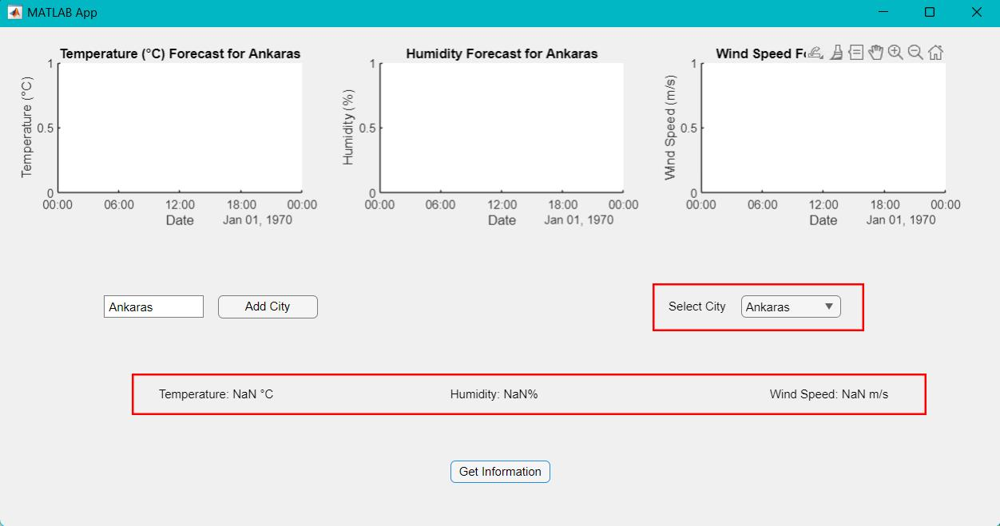 MATLAB App
Temperature (°C) Forecast for Ankaras
Temperature (°C)
1
0.5
0
00:00 06:00 12:00 18:00 00:00
Date Jan 01, 1970
Humidity Forecast for Ankaras
Humidity (%)
1
0.5
0
00:00 06:00 12:00 18:00 00:00
Date Jan 01, 1970
Wind Speed
Wind Speed (m/s)
1
0.5
0
00:00 06:00 12:00 18:00 00:00
Date Jan 01, 1970
Ankaras Add City
Select City Ankaras
Temperature: NaN °C Humidity: NaN% Wind Speed: NaN m/s
Get Information